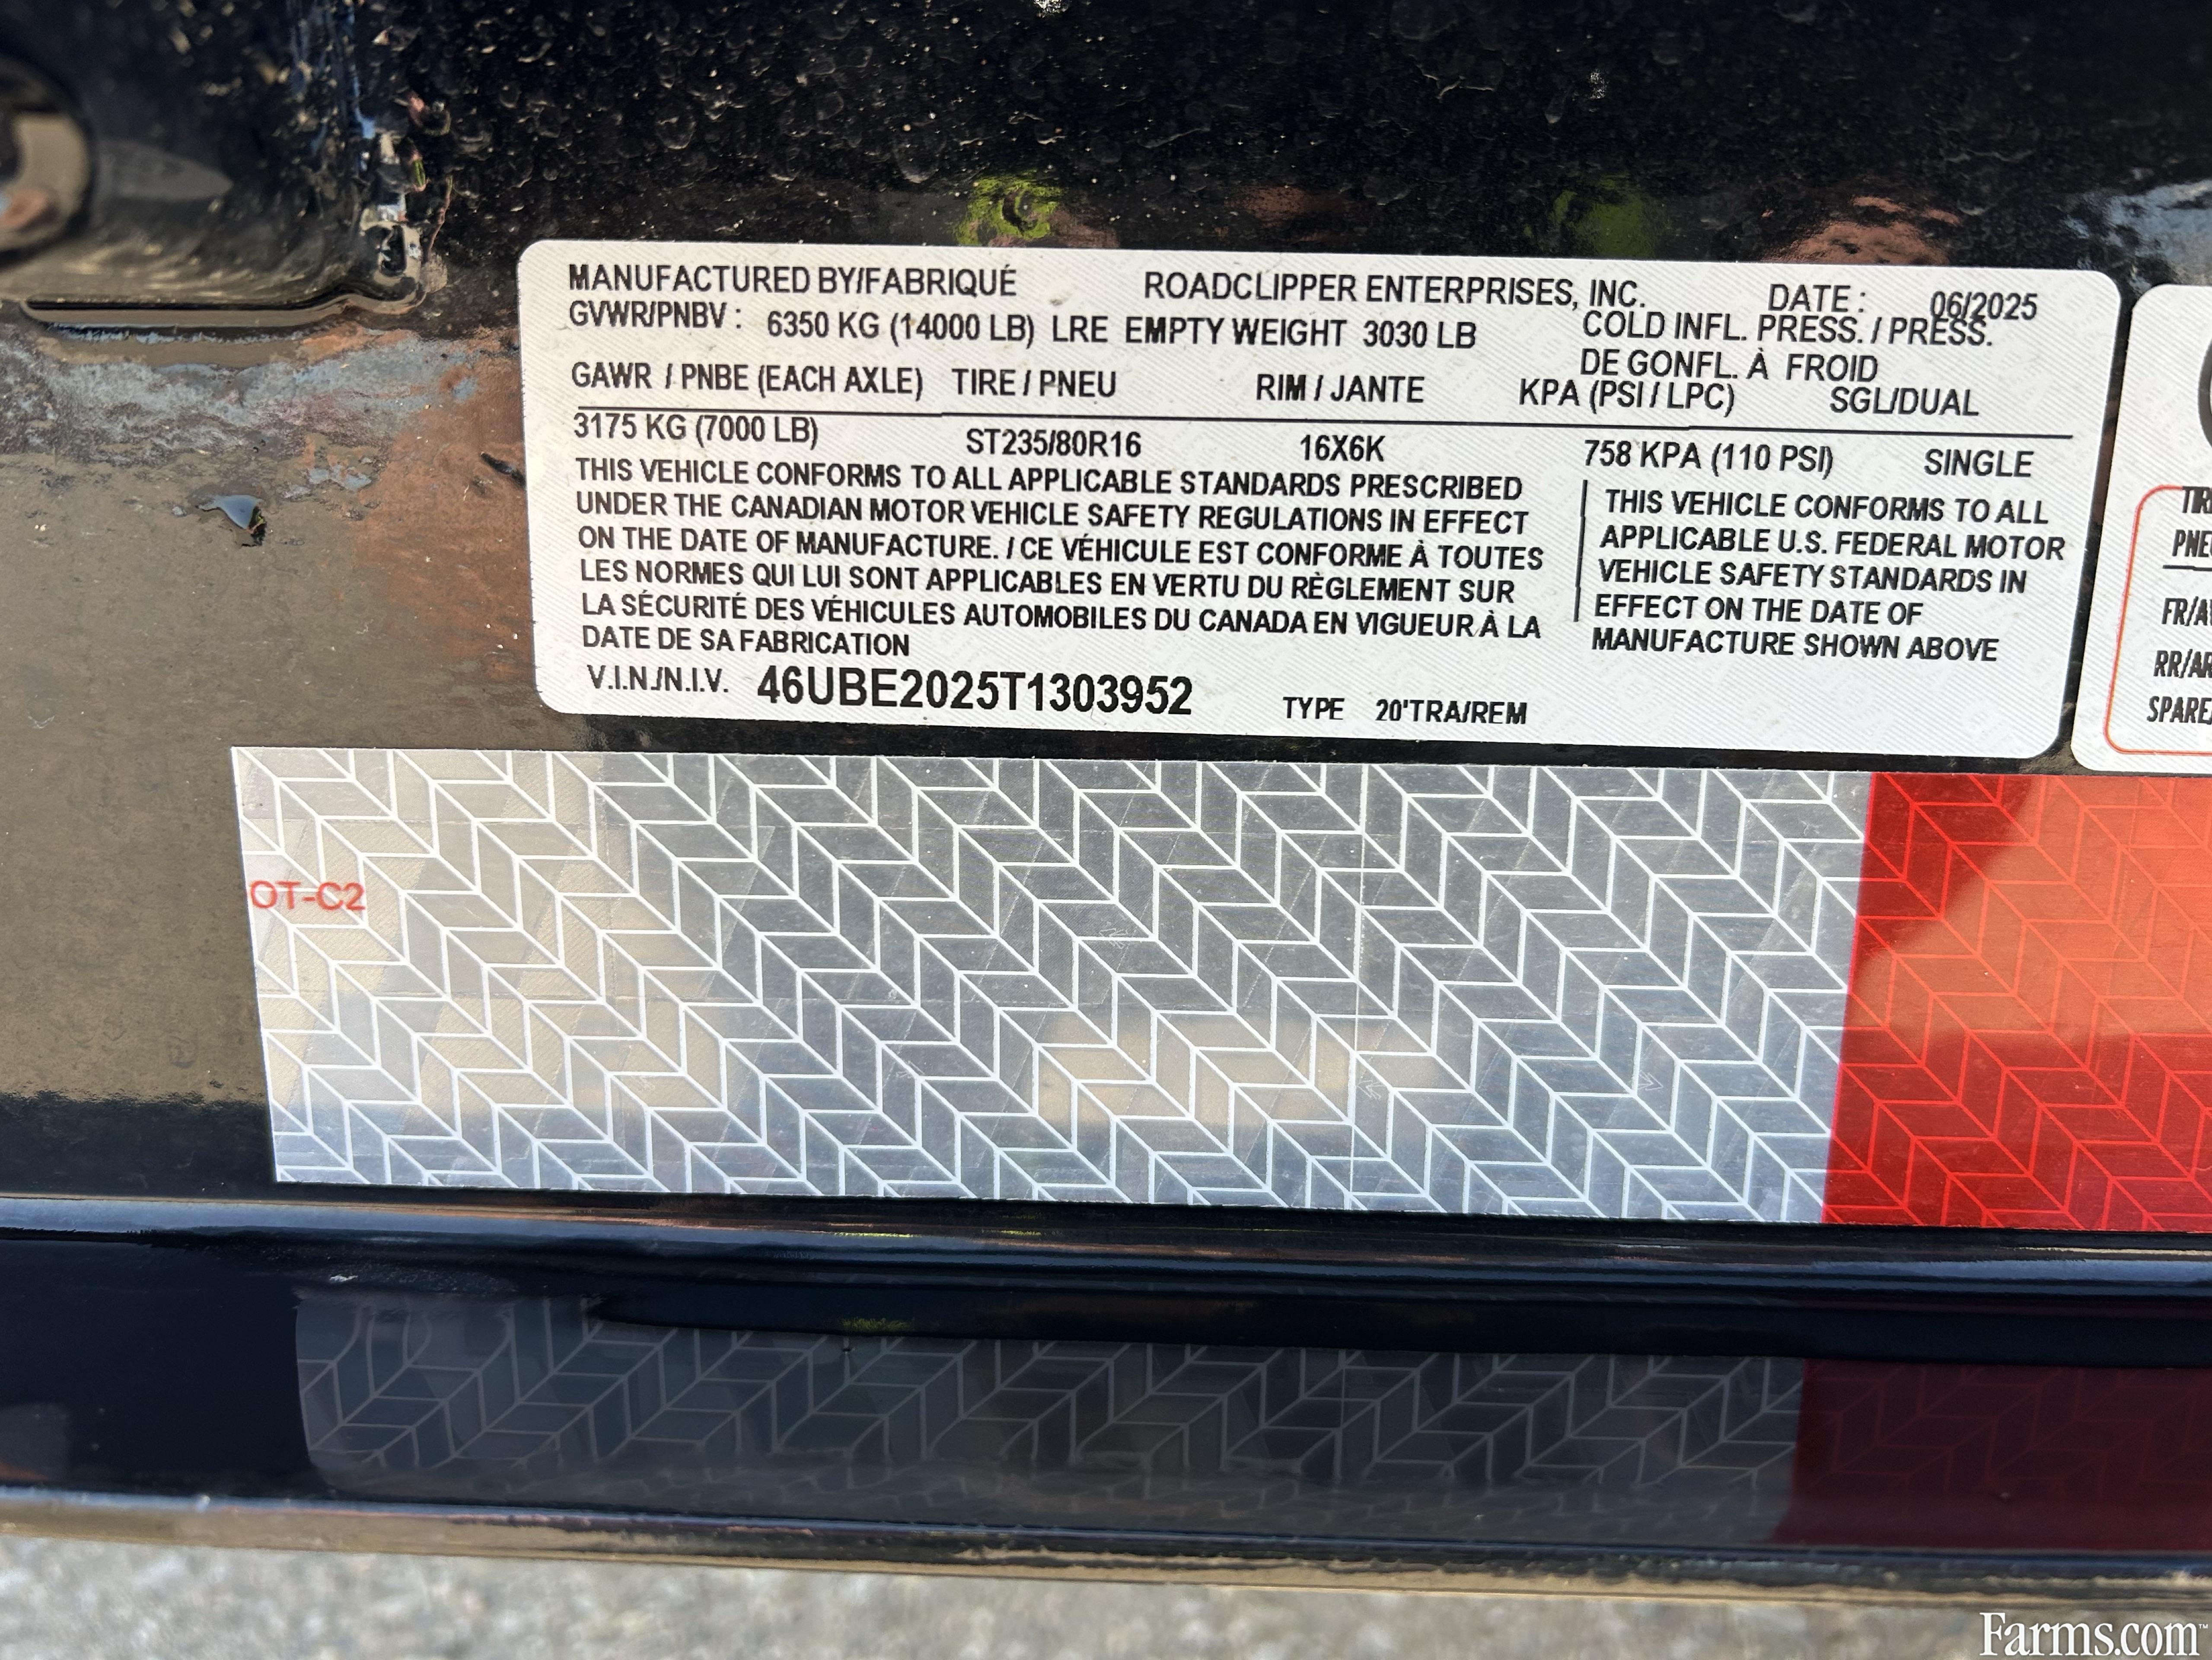 MANUFACTURED BY/FABRIQUÉ ROADCLIPPER ENTERPRISES, INC. DATE : 06/2025
GVWR/PNBV : 6350 KG (14000 LB) LRE EMPTY WEIGHT 3030 LB
COLD INFL. PRESS. / PRESS.
DE GONFL. À FROID
GAWR / PNBE (EACH AXLE) TIRE / PNEU RIM / JANTE KPA (PSI / LPC) SGL/DUAL
3175 KG (7000 LB) ST235/80R16 16X6K 758 KPA (110 PSI) SINGLE
THIS VEHICLE CONFORMS TO ALL APPLICABLE STANDARDS PRESCRIBED
UNDER THE CANADIAN MOTOR VEHICLE SAFETY REGULATIONS IN EFFECT
ON THE DATE OF MANUFACTURE. / CE VÉHICULE EST CONFORME À TOUTES
LES NORMES QUI LUI SONT APPLICABLES EN VERTU DU RÈGLEMENT SUR
LA SÉCURITÉ DES VÉHICULES AUTOMOBILES DU CANADA EN VIGUEUR À LA
DATE DE SA FABRICATION
THIS VEHICLE CONFORMS TO ALL
APPLICABLE U.S. FEDERAL MOTOR
VEHICLE SAFETY STANDARDS IN
EFFECT ON THE DATE OF
MANUFACTURE SHOWN ABOVE
V.I.N./N.I.V. 46UBE2025T1303952 TYPE 20'TRA/REM
FR/A
RR/AR
SPARE/
OT-C2
Farms.com™